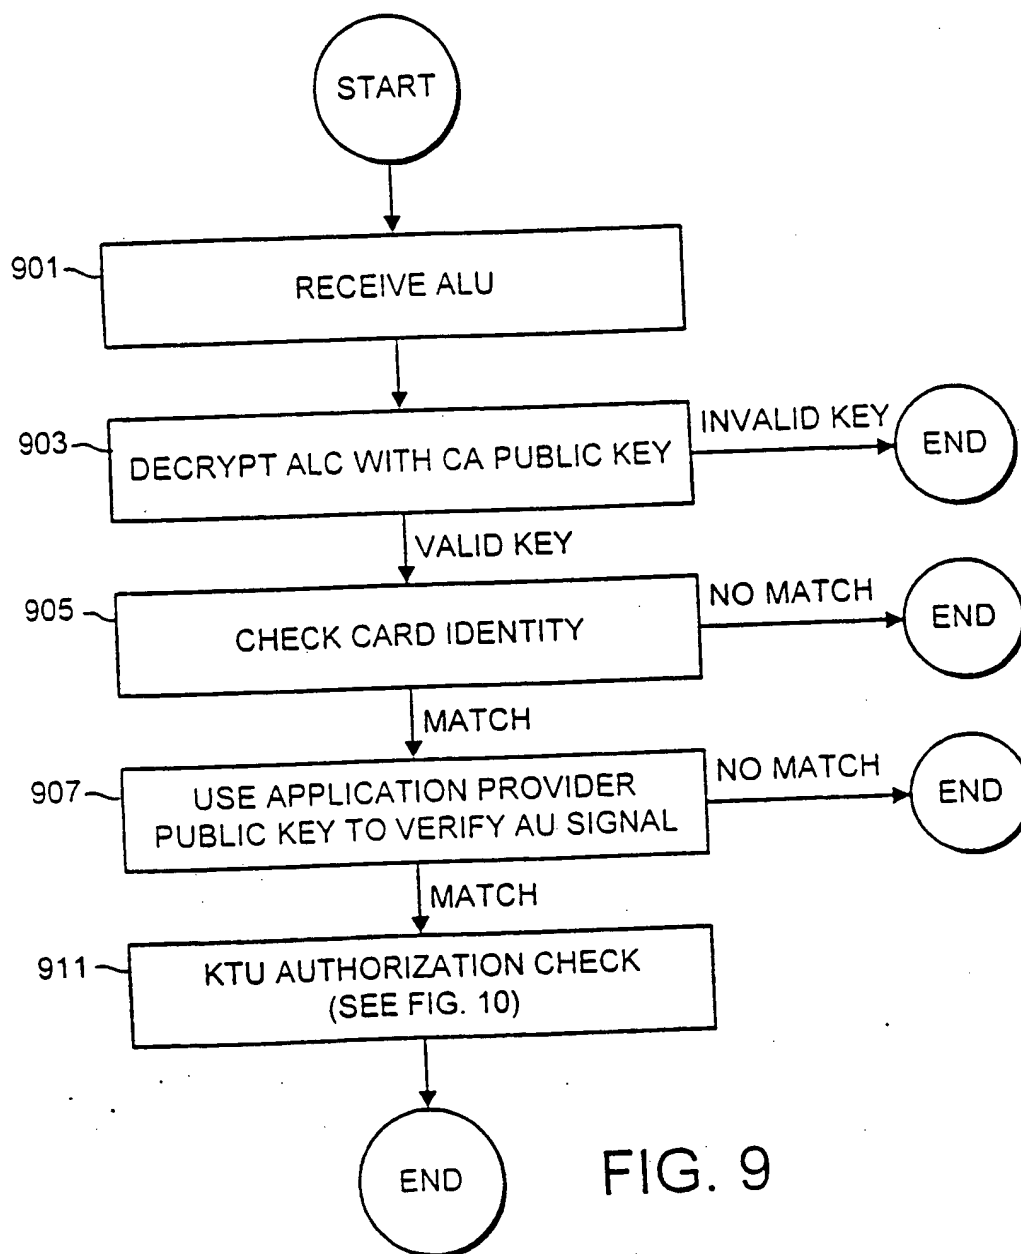 START
901
RECEIVE ALU
903
DECRYPT ALC WITH CA PUBLIC KEY
INVALID KEY
END
VALID KEY
905
CHECK CARD IDENTITY
NO MATCH
END
MATCH
907
USE APPLICATION PROVIDER
PUBLIC KEY TO VERIFY AU SIGNAL
NO MATCH
END
MATCH
911
KTU AUTHORIZATION CHECK
(SEE FIG. 10)
END
FIG. 9